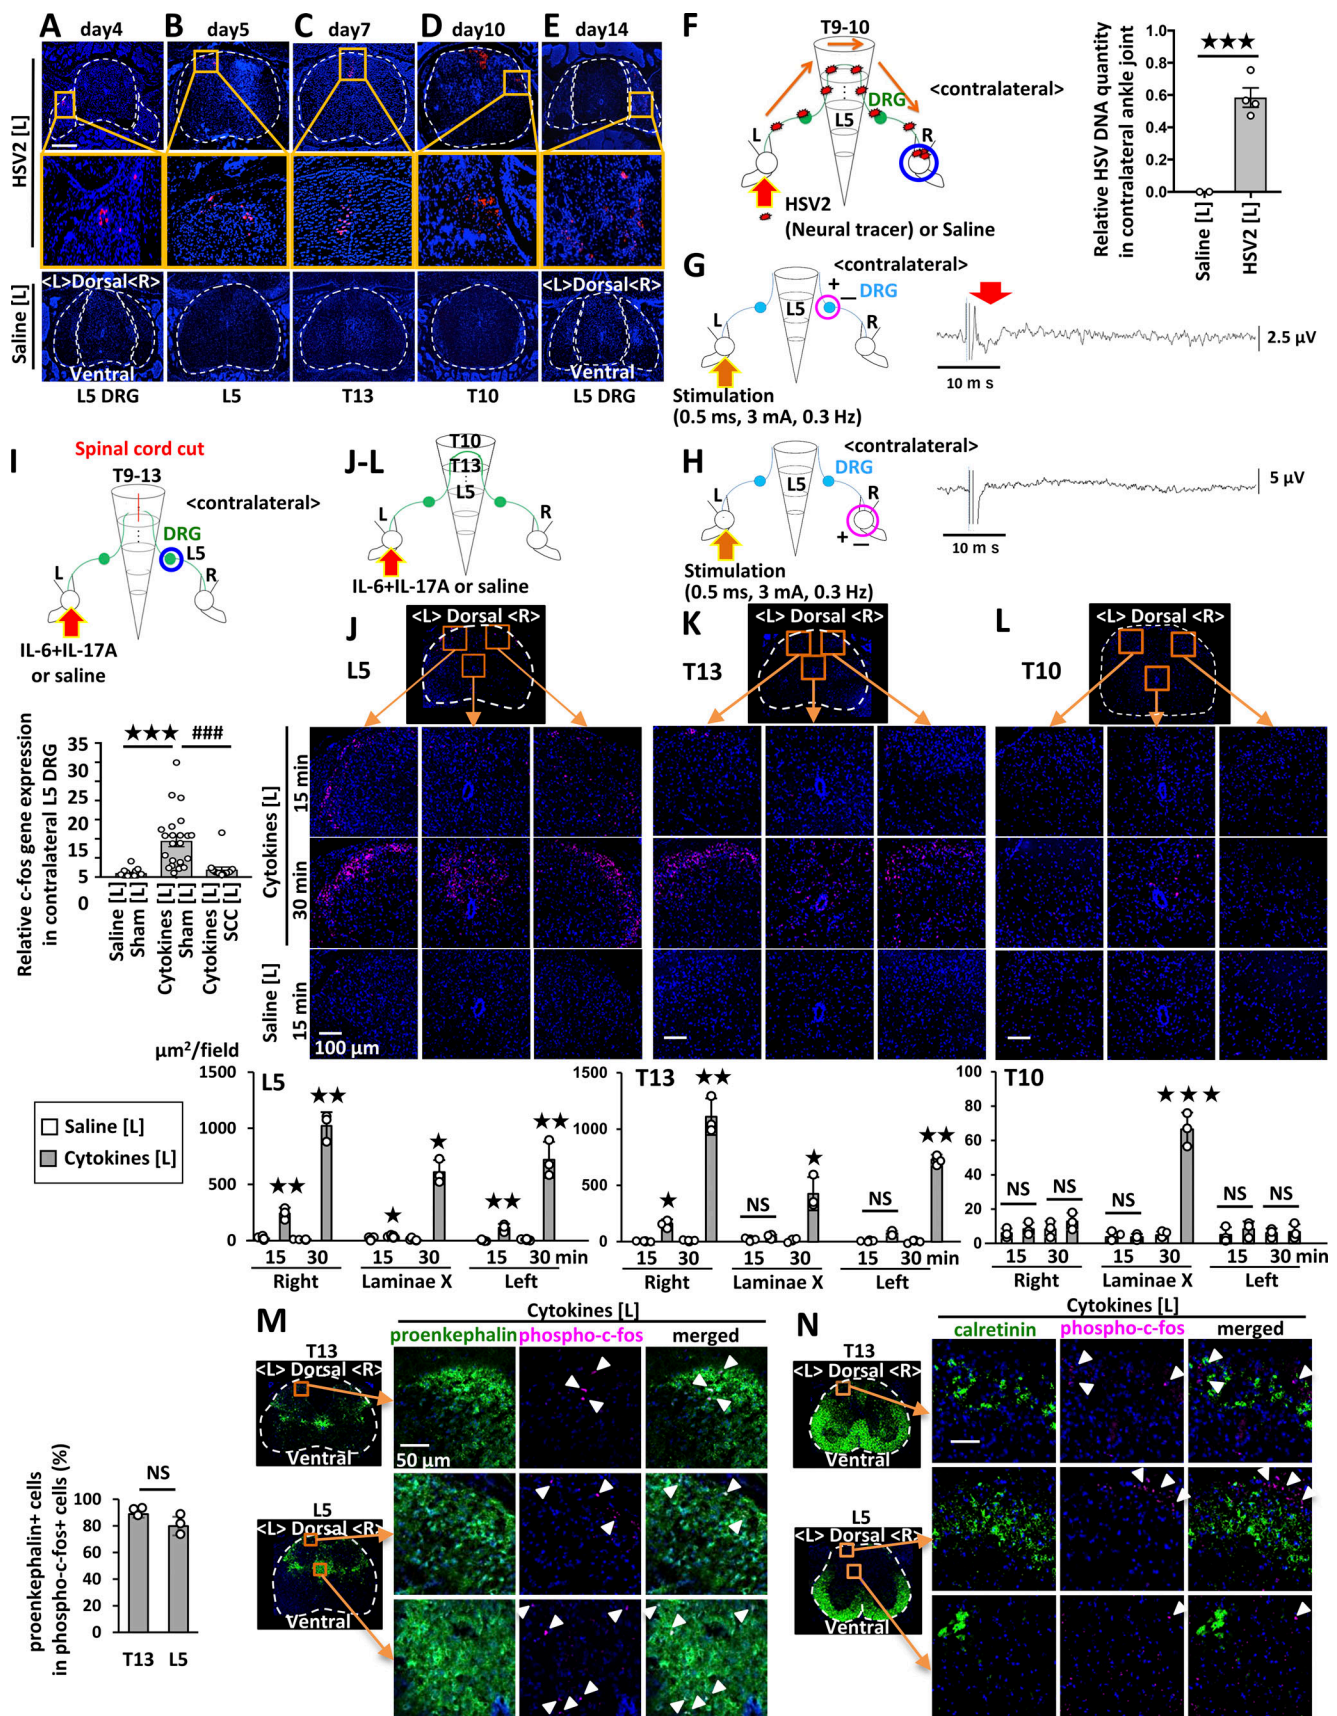 A
day4
B
day5
C
day7
D
day10
E
day14
HSV2 [L]
<L>Dorsal<R>
<L>Dorsal<R>
Saline [L]
Ventral
Ventral
L5 DRG
L5
T13
T10
L5 DRG
F
T9-10
<contralateral>
DRG
L5
L
R
HSV2
(Neural tracer) or Saline
Relative HSV DNA quantity
in contralateral ankle joint
★★★
1.0
0.8
0.6
0.4
0.2
0.0
Saline [L]
HSV2 [L]
G
<contralateral>
+
−
DRG
L5
L
R
Stimulation
(0.5 ms, 3 mA, 0.3 Hz)
2.5 μV
10 m s
H
<contralateral>
DRG
L5
L
R
+ −
Stimulation
(0.5 ms, 3 mA, 0.3 Hz)
5 μV
10 m s
I
Spinal cord cut
T9-13
<contralateral>
DRG
L5
L
R
IL-6+IL-17A
or saline
Relative c-fos gene expression
in contralateral L5 DRG
★★★
###
35
30
25
20
15
15
5
0
Saline [L]
Sham [L]
Cytokines [L]
Sham [L]
Cytokines [L]
SCC [L]
J-L
T10
T13
L5
L
R
IL-6+IL-17A or saline
J
<L> Dorsal <R>
L5
K
<L> Dorsal <R>
T13
L
<L> Dorsal <R>
T10
Cytokines [L]
15 min
30 min
Saline [L]
15 min
100 μm
μm²/field
Saline [L]
Cytokines [L]
L5
1500
1000
500
0
★★
★★
★
★
★★
★★
15
30
15
30
15
30 min
Right
Laminae X
Left
T13
1500
1000
500
0
★
★★
NS
★
NS
★★
15
30
15
30
15
30 min
Right
Laminae X
Left
T10
100
80
60
40
20
0
NS
NS
NS
★★★
NS
NS
15
30
15
30
15
30 min
Right
Laminae X
Left
proenkephalin+ cells
in phospho-c-fos+ cells (%)
NS
100
80
60
40
20
0
T13
L5
M
Cytokines [L]
proenkephalin
phospho-c-fos
merged
T13
<L> Dorsal <R>
Ventral
50 μm
L5
<L> Dorsal <R>
Ventral
N
Cytokines [L]
calretinin
phospho-c-fos
merged
T13
<L> Dorsal <R>
Ventral
L5
<L> Dorsal <R>
Ventral